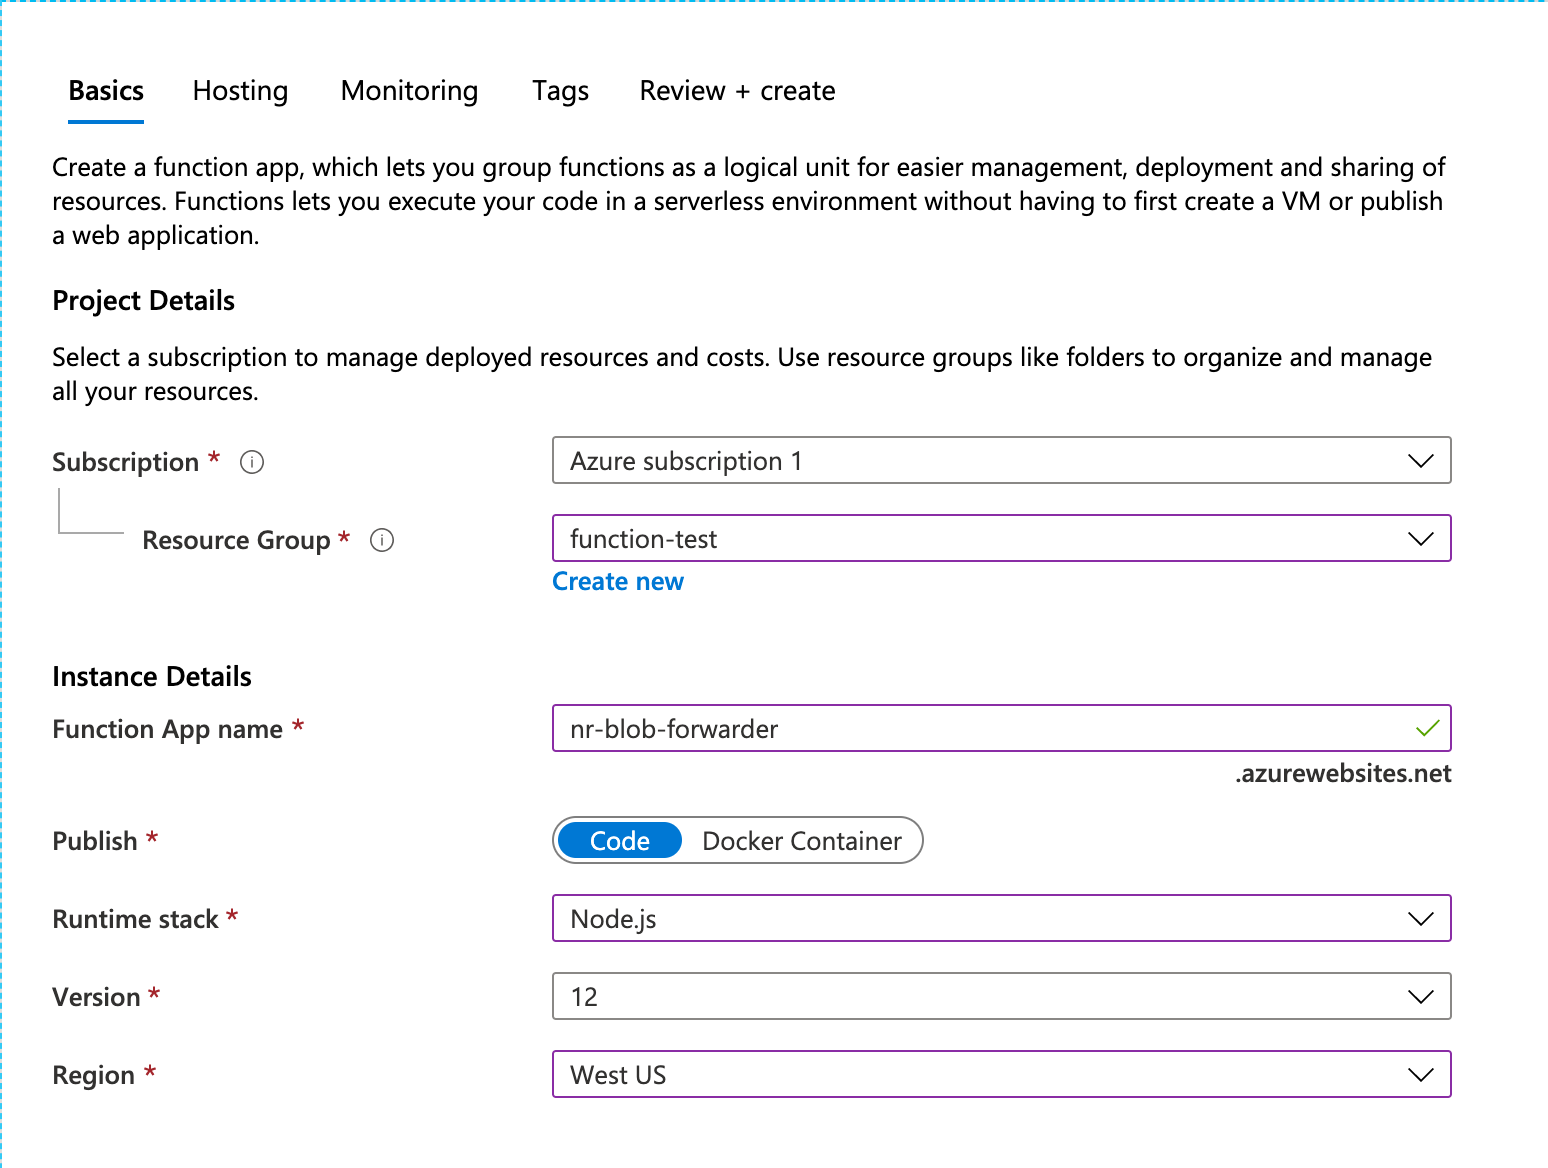 Basics Hosting Monitoring Tags Review + create
Create a function app, which lets you group functions as a logical unit for easier management, deployment and sharing of
resources. Functions lets you execute your code in a serverless environment without having to first create a VM or publish
a web application.
Project Details
Select a subscription to manage deployed resources and costs. Use resource groups like folders to organize and manage
all your resources.
Subscription * Azure subscription 1
Resource Group * function-test
Create new
Instance Details
Function App name * nr-blob-forwarder
.azurewebsites.net
Publish * Code Docker Container
Runtime stack * Node.js
Version * 12
Region * West US